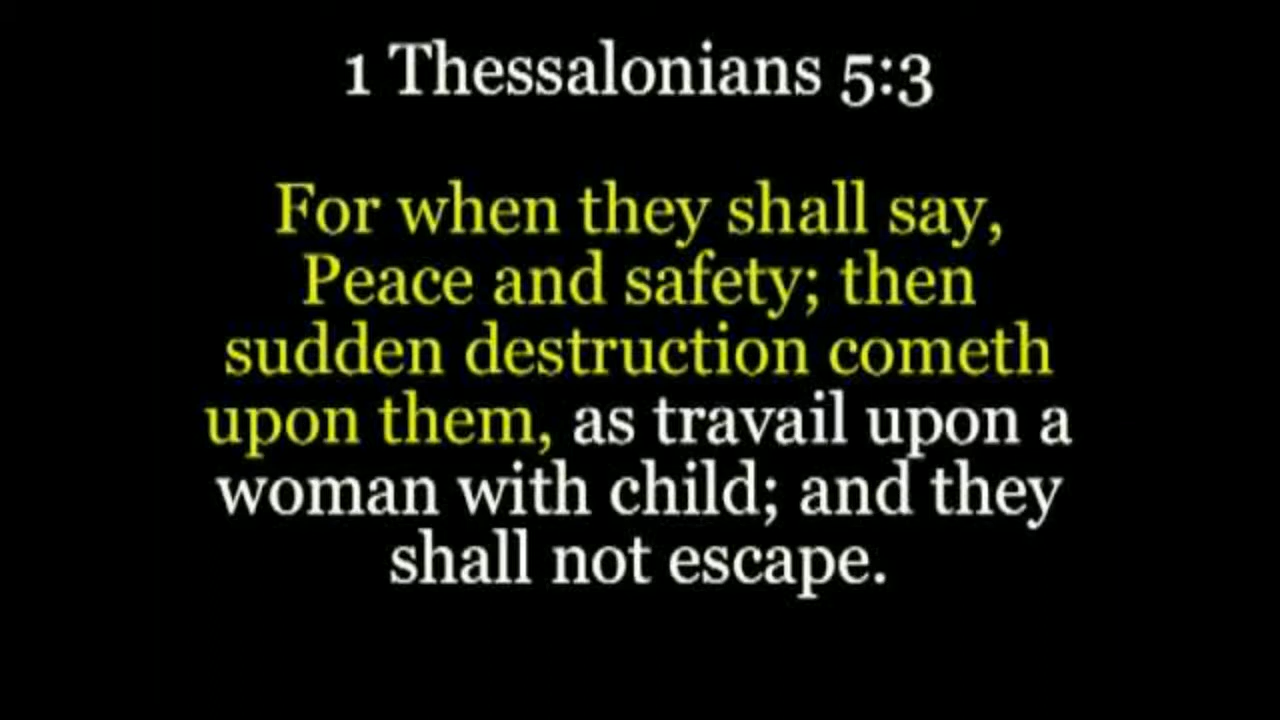 1 Thessalonians 5:3
For when they shall say,
Peace and safety; then
sudden destruction cometh
upon them, as travail upon a
woman with child; and they
shall not escape.